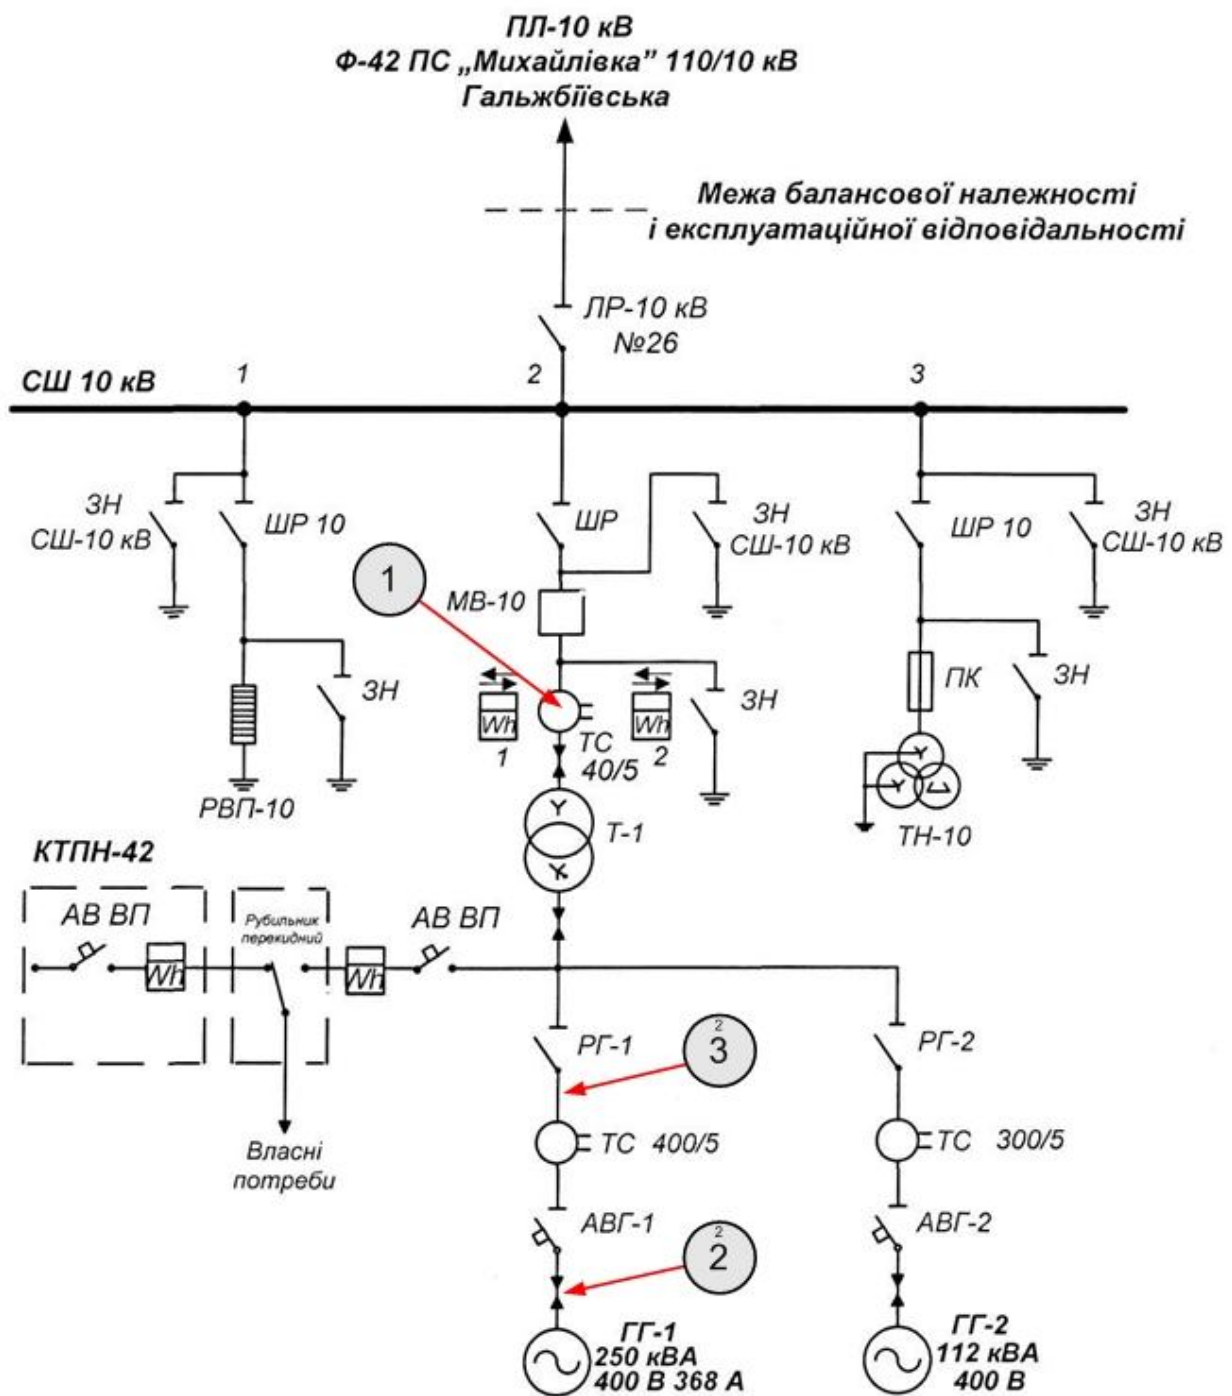 ПЛ-10 кВ
Ф-42 ПС „Михайлівка” 110/10 кВ
Гальжбіївська
Межа балансової належності
і експлуатаційної відповідальності
ЛР-10 кВ
№26
СШ 10 кВ
1
2
3
ЗН
СШ-10 кВ
ШР 10
ШР
ЗН
СШ-10 кВ
ШР 10
ЗН
СШ-10 кВ
1
МВ-10
ЗН
Wh
1
ТС
40/5
Wh
2
ЗН
ПК
ЗН
РВП-10
Т-1
ТН-10
КТПН-42
АВ ВП
Wh
Рубильник
перекидний
Wh
АВ ВП
Власні
потреби
РГ-1
2
3
РГ-2
ТС 400/5
ТС 300/5
АВГ-1
2
2
АВГ-2
ГГ-1
250 кВА
400 В 368 А
ГГ-2
112 кВА
400 В